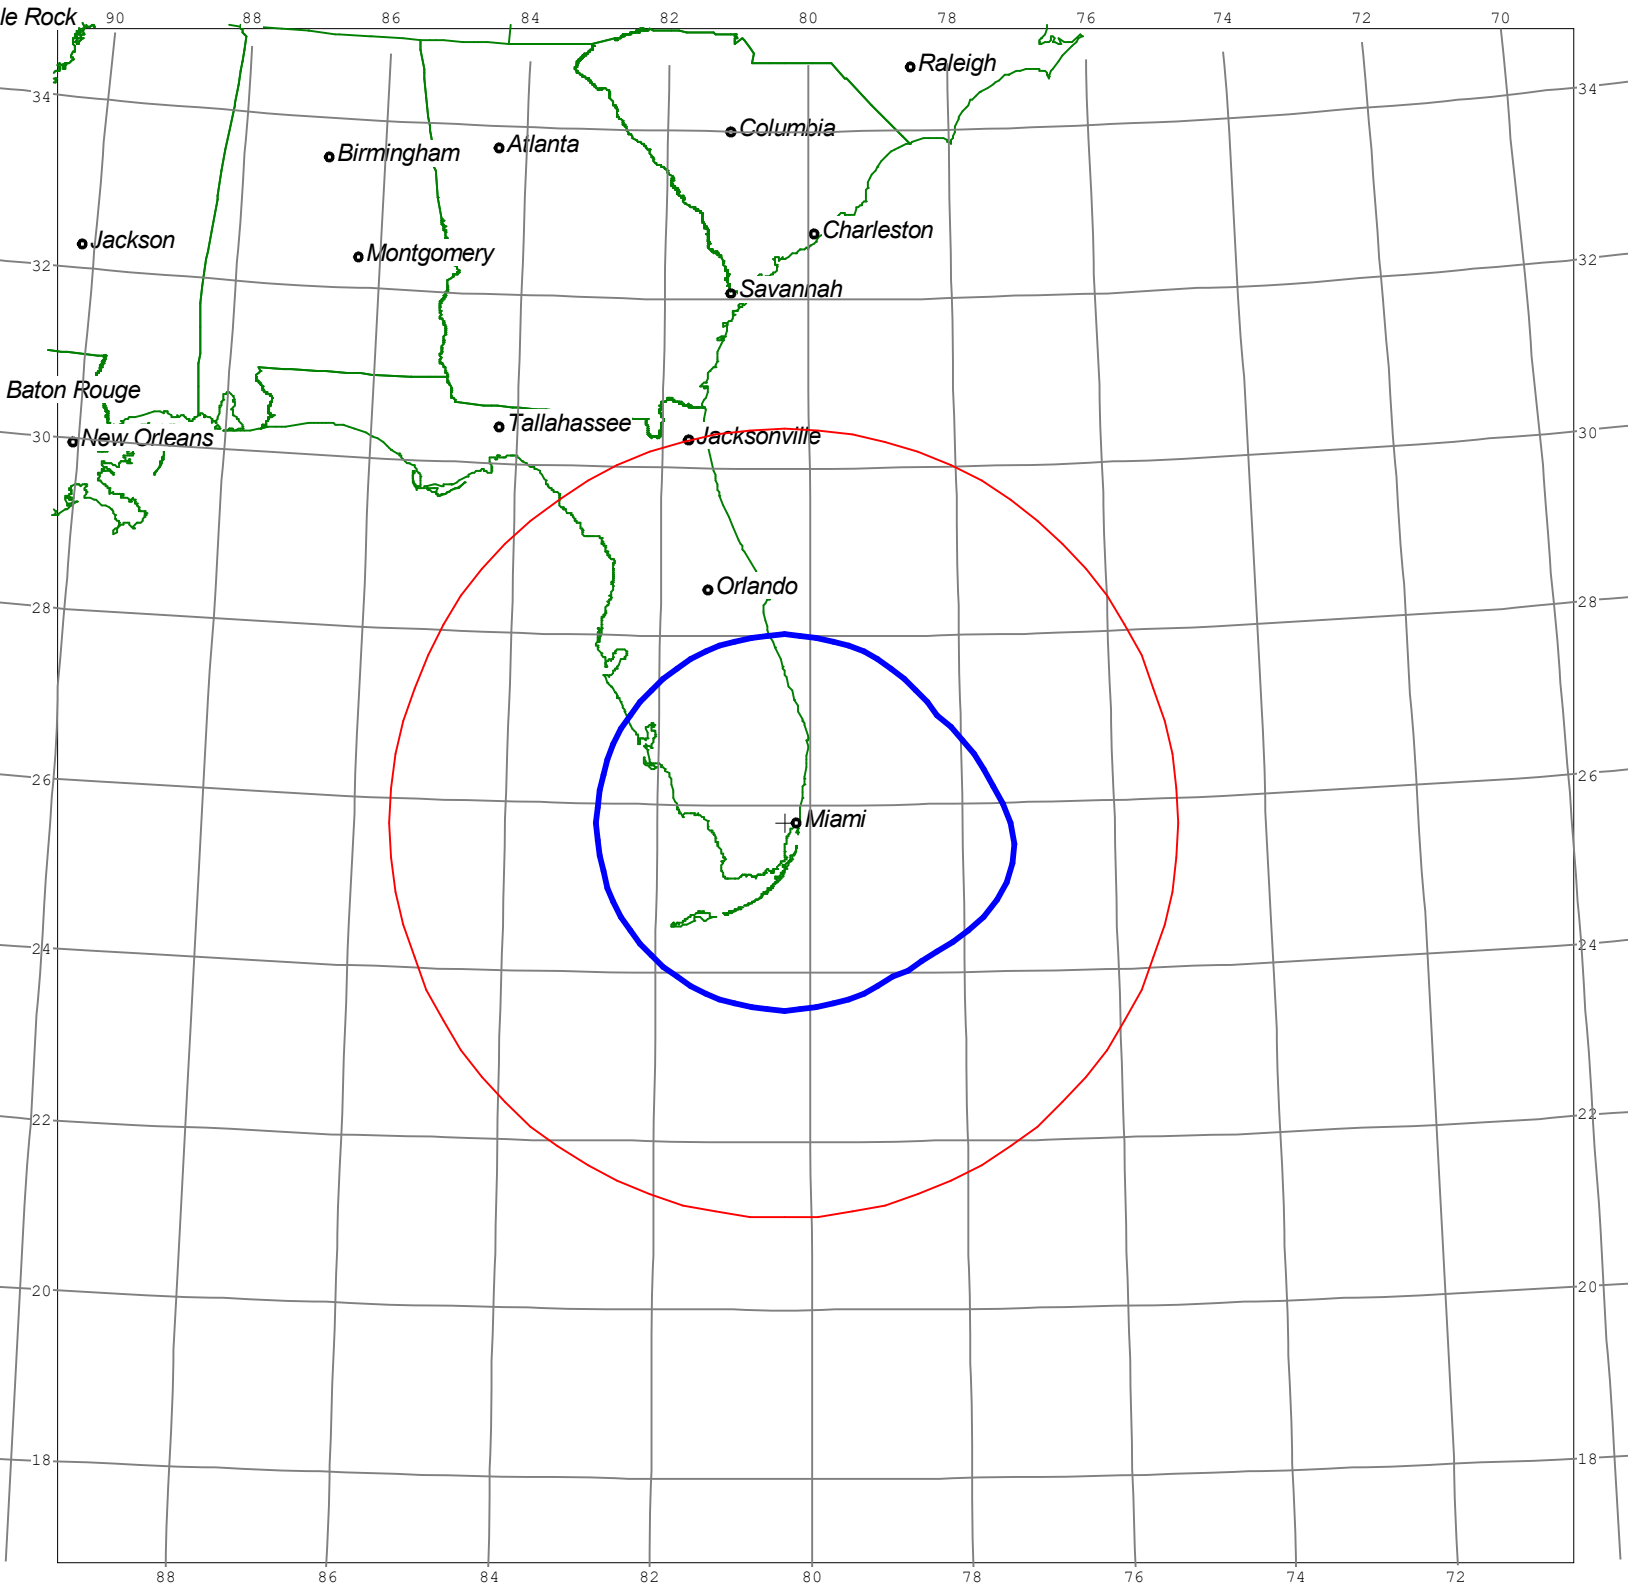 le Rock
90 88 86 84 82 80 78 76 74 72 70
Raleigh
34 34
Columbia
Atlanta
Birmingham
Charleston
Jackson
Montgomery
32 32
Savannah
Baton Rouge
Tallahassee
30 New Orleans Jacksonville 30
Orlando
28 28
26 26
Miami
24 24
22 22
20 20
18 18
88 86 84 82 80 78 76 74 72